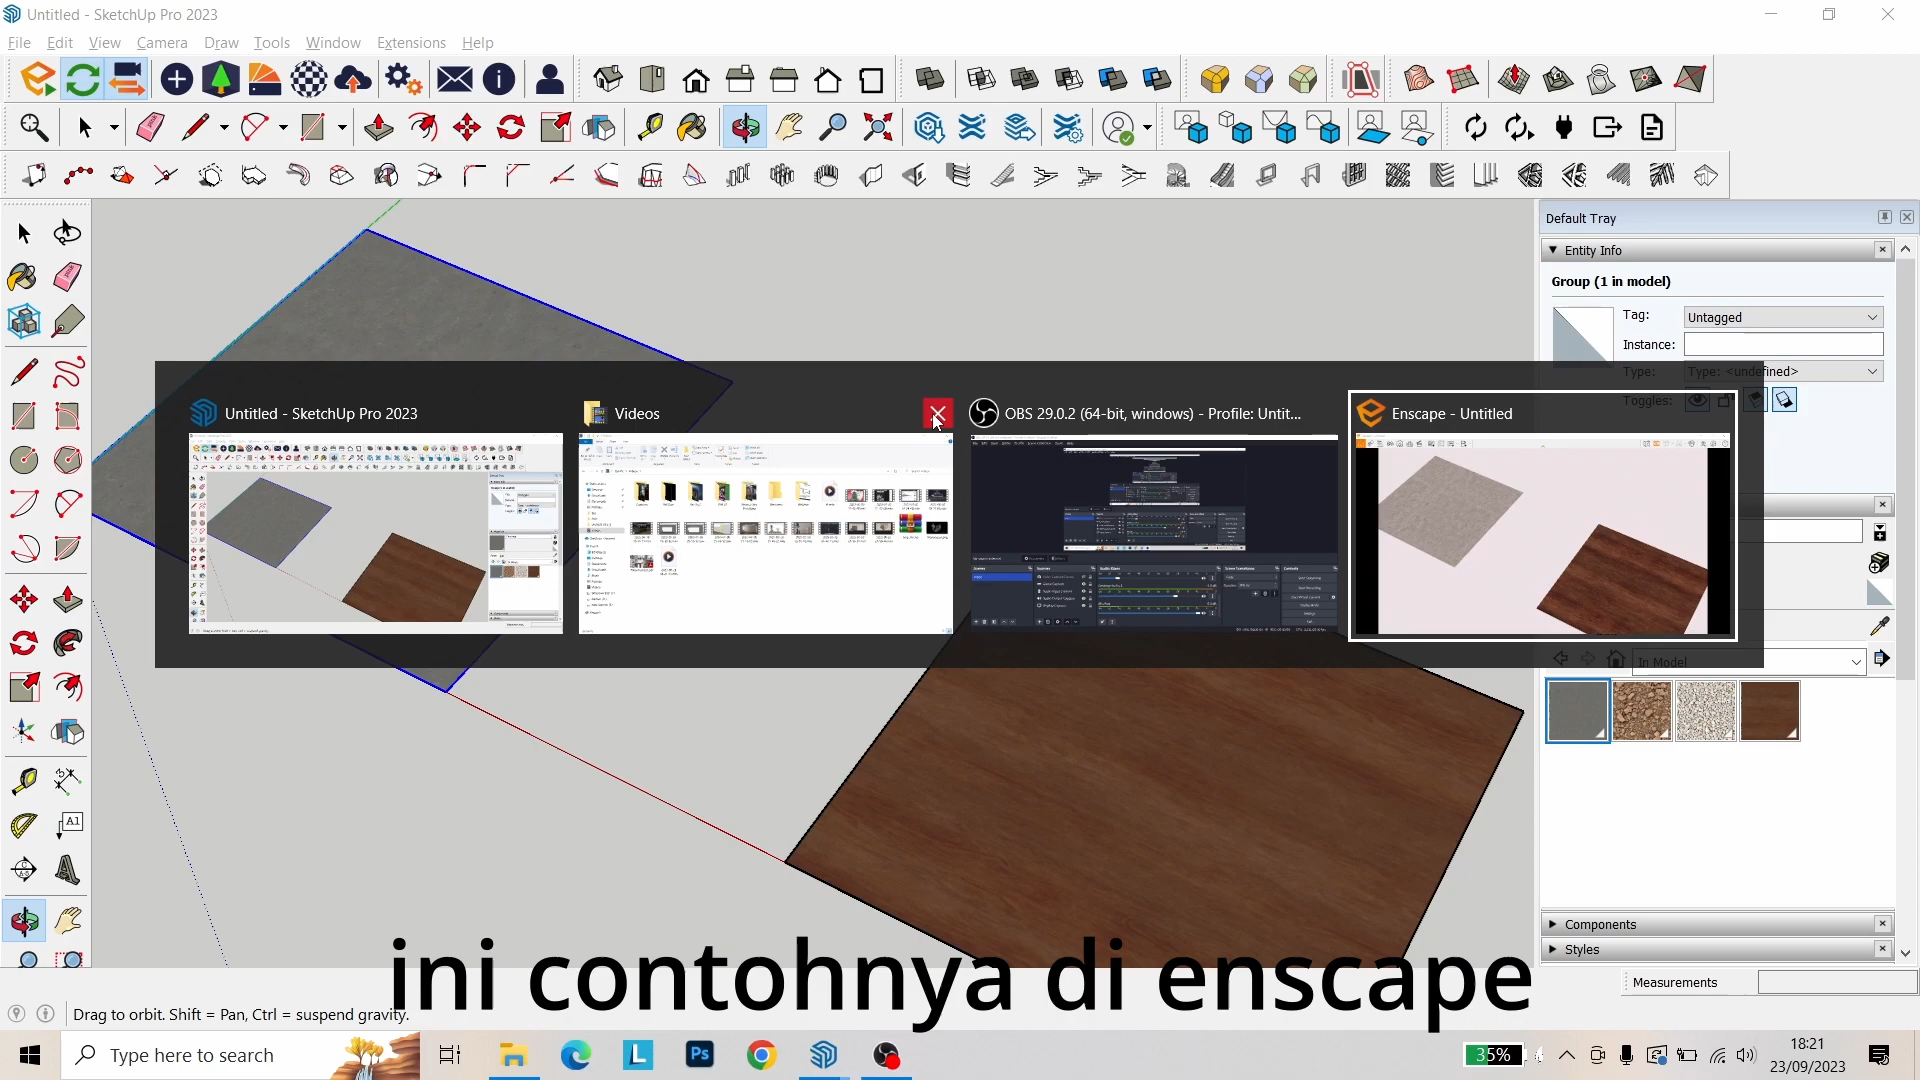 Untitled - SketchUp Pro 2023
File Edit View Camera Draw Tools Window Extensions Help
Default Tray
Entity Info
Group (1 in model)
Tag: Untagged
Instance:
Type: Type: <undefined>
Toggles:
Untitled - SketchUp Pro 2023
Videos
OBS 29.0.2 (64-bit, windows) - Profile: Untit...
Enscape - Untitled
In Model
A1
Components
Styles
ini contohnya di enscape
Measurements
Drag to orbit. Shift = Pan, Ctrl = suspend gravity.
Type here to search
L
Ps
35%
18:21
23/09/2023